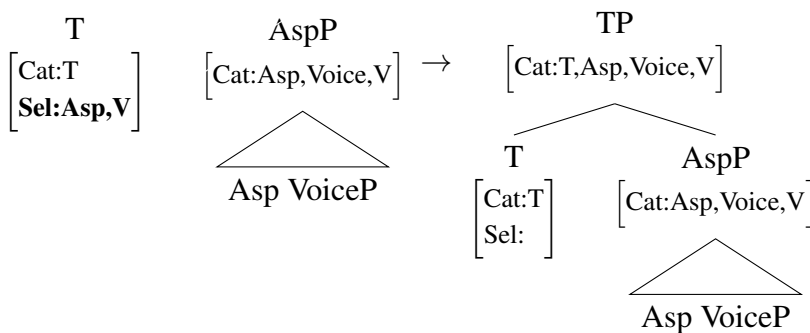 T
Cat:T
Sel:Asp,V
AspP
[Cat:Asp,Voice,V]
Asp VoiceP
→
TP
[Cat:T,Asp,Voice,V]
T
Cat:T
Sel:
AspP
[Cat:Asp,Voice,V]
Asp VoiceP